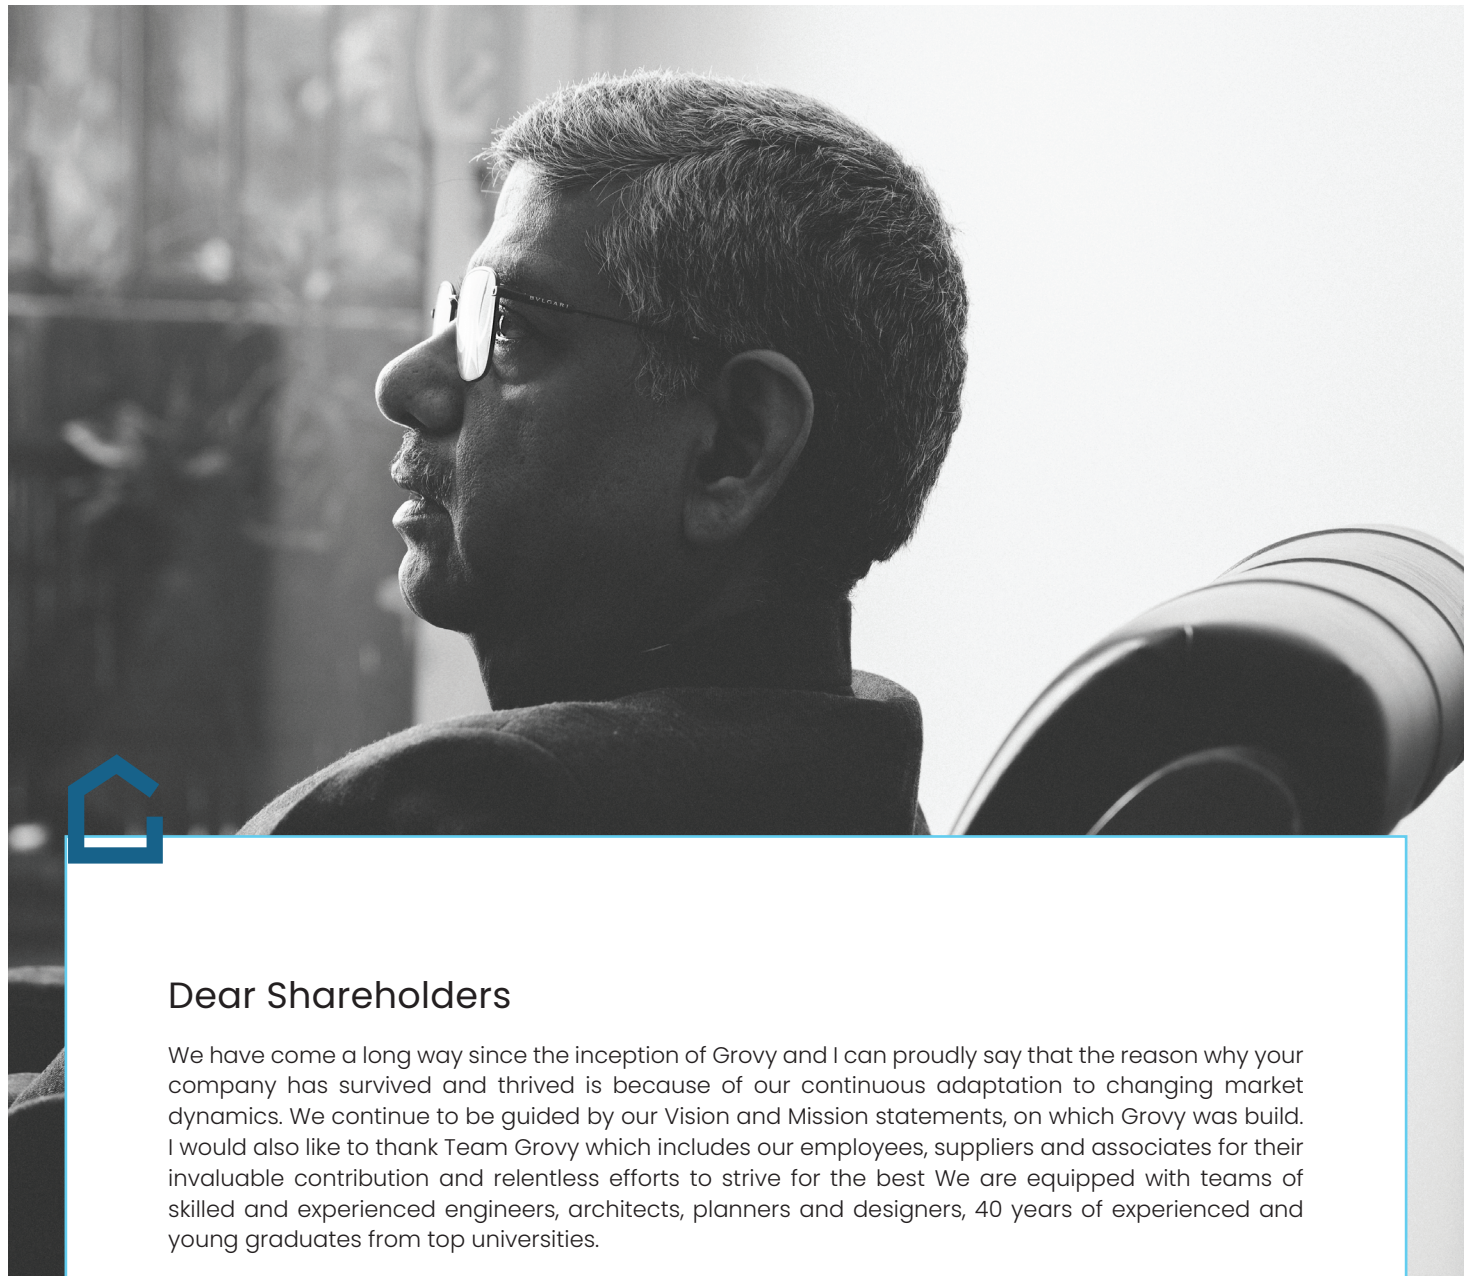 BVLGARI
Dear Shareholders
We have come a long way since the inception of Grovy and I can proudly say that the reason why your
company has survived and thrived is because of our continuous adaptation to changing market
dynamics. We continue to be guided by our Vision and Mission statements, on which Grovy was build.
I would also like to thank Team Grovy which includes our employees, suppliers and associates for their
invaluable contribution and relentless efforts to strive for the best We are equipped with teams of
skilled and experienced engineers, architects, planners and designers, 40 years of experienced and
young graduates from top universities.